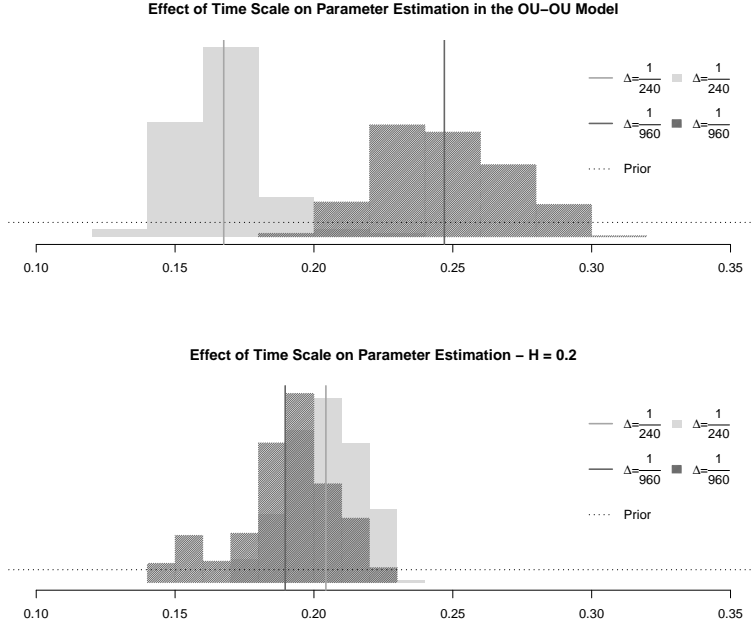 Effect of Time Scale on Parameter Estimation in the OU–OU Model
Δ=1/240 Δ=1/240
Δ=1/960 Δ=1/960
Prior
0.10 0.15 0.20 0.25 0.30 0.35
Effect of Time Scale on Parameter Estimation – H = 0.2
Δ=1/240 Δ=1/240
Δ=1/960 Δ=1/960
Prior
0.10 0.15 0.20 0.25 0.30 0.35